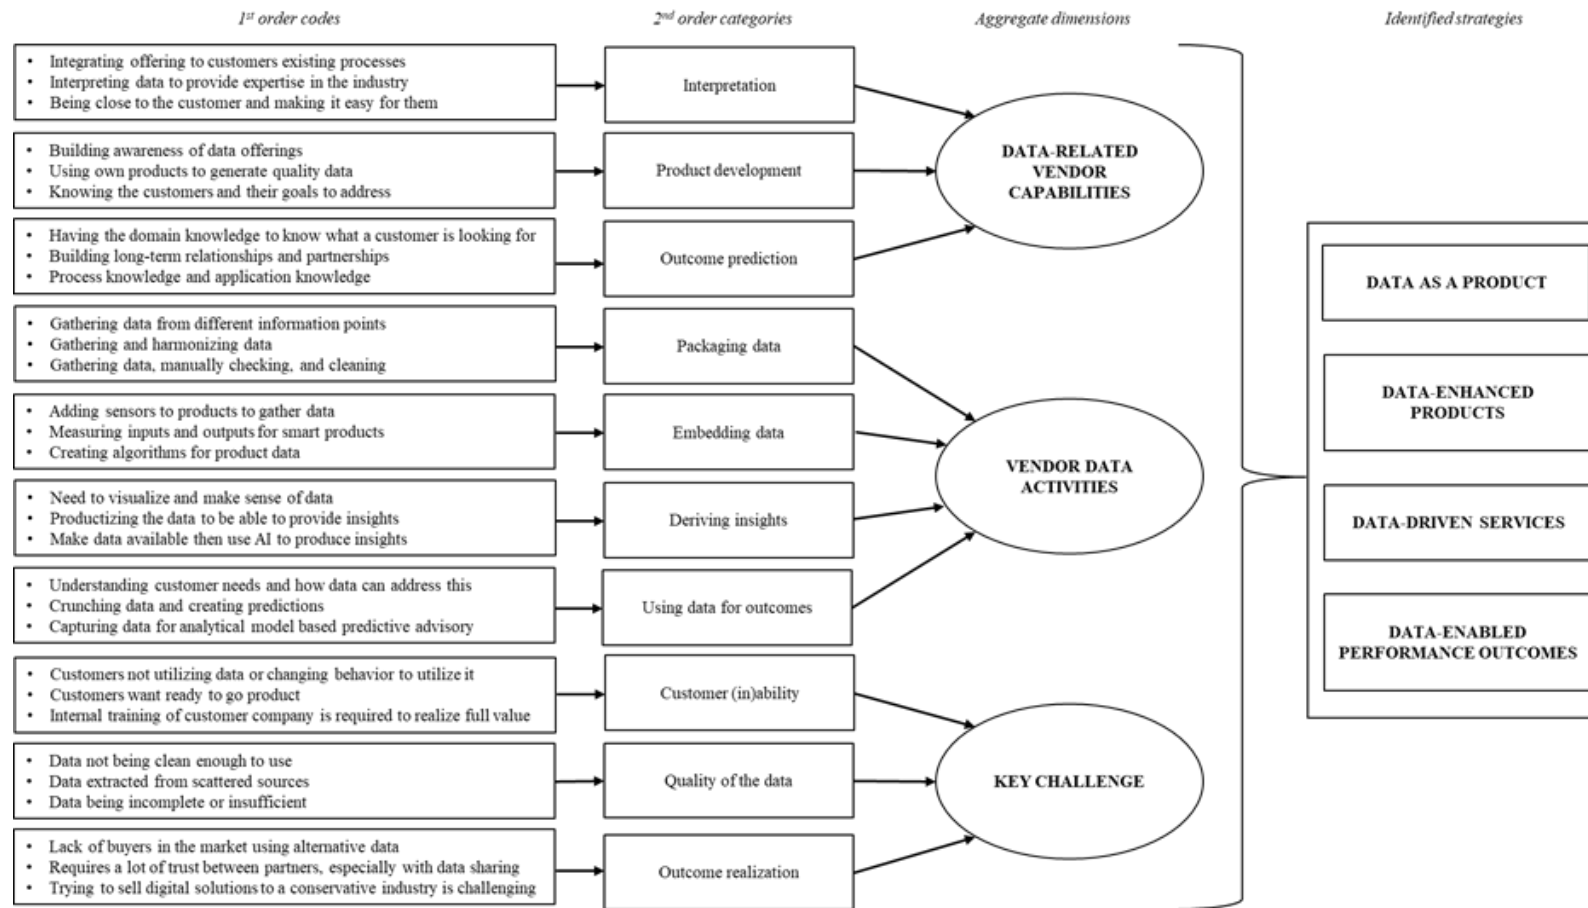 1st order codes
2nd order categories
Aggregate dimensions
Identified strategies
• Integrating offering to customers existing processes
• Interpreting data to provide expertise in the industry
• Being close to the customer and making it easy for them
Interpretation
• Building awareness of data offerings
• Using own products to generate quality data
• Knowing the customers and their goals to address
Product development
• Having the domain knowledge to know what a customer is looking for
• Building long-term relationships and partnerships
• Process knowledge and application knowledge
Outcome prediction
DATA-RELATED
VENDOR
CAPABILITIES
• Gathering data from different information points
• Gathering and harmonizing data
• Gathering data, manually checking, and cleaning
Packaging data
• Adding sensors to products to gather data
• Measuring inputs and outputs for smart products
• Creating algorithms for product data
Embedding data
• Need to visualize and make sense of data
• Productizing the data to be able to provide insights
• Make data available then use AI to produce insights
Deriving insights
• Understanding customer needs and how data can address this
• Crunching data and creating predictions
• Capturing data for analytical model based predictive advisory
Using data for outcomes
VENDOR DATA
ACTIVITIES
• Customers not utilizing data or changing behavior to utilize it
• Customers want ready to go product
• Internal training of customer company is required to realize full value
Customer (in)ability
• Data not being clean enough to use
• Data extracted from scattered sources
• Data being incomplete or insufficient
Quality of the data
• Lack of buyers in the market using alternative data
• Requires a lot of trust between partners, especially with data sharing
• Trying to sell digital solutions to a conservative industry is challenging
Outcome realization
KEY CHALLENGE
DATA AS A PRODUCT
DATA-ENHANCED
PRODUCTS
DATA-DRIVEN SERVICES
DATA-ENABLED
PERFORMANCE OUTCOMES